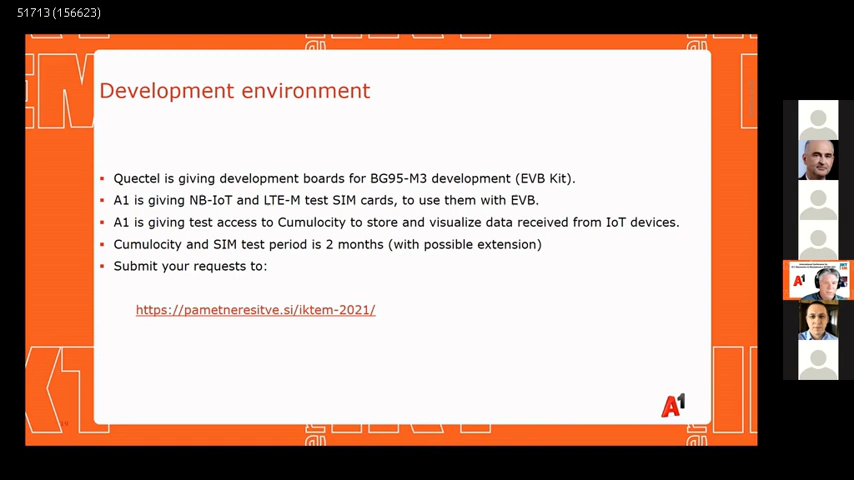 51713 (156623)
Development environment
Quectel is giving development boards for BG95-M3 development (EVB Kit).
A1 is giving NB-IoT and LTE-M test SIM cards, to use them with EVB.
A1 is giving test access to Cumulocity to store and visualize data received from IoT devices.
Cumulocity and SIM test period is 2 months (with possible extension)
Submit your requests to:
https://pametneresitve.si/iktem-2021/
A1
A1